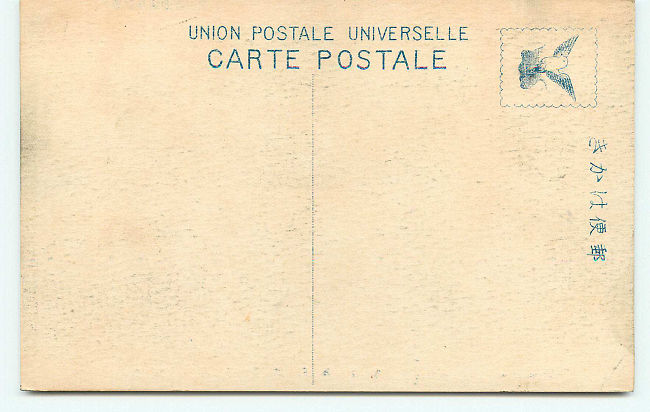 UNION POSTALE UNIVERSELLE
CARTE POSTALE
郵便はかき